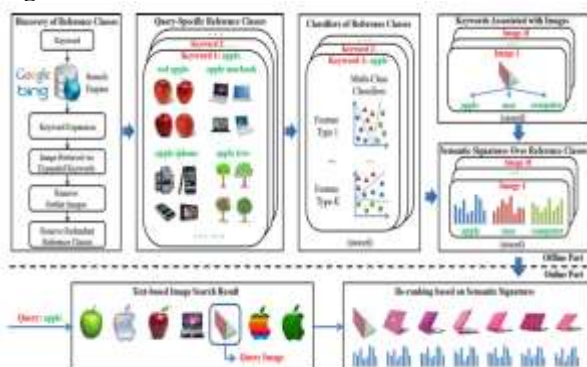 Discovery of Reference Classes
Keyword
Google
bing
Search
Engine
Keyword Expansion
Image Retrieval via
Expanded Keywords
Remove
Outlier Images
Remove Redundant
Reference Classes
Query-Specific Reference Classes
Keyword 2
Keyword 1: apple
red apple
apple macbook
apple iphone
apple tree
Classifiers of Reference Classes
Keyword 2
Keyword 1: apple
Multi-Class
Classifiers
Feature
Type 1
Feature
Type K
(stored)
Keywords Associated with Images
Image N
Image 1
apple
mac
computer
(stored)
Semantic Signatures Over Reference Classes
Image N
Image 1
apple
mac
computer
(stored)
Offline Part
Online Part
Query: apple
Text-based Image Search Result
Query Image
Re-ranking based on Semantic Signatures